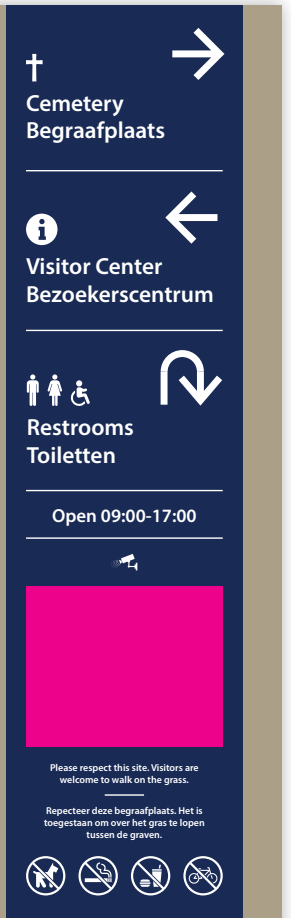 Cemetery
Begraafplaats
Visitor Center
Bezoekerscentrum
Restrooms
Toiletten
Open 09:00-17:00
Please respect this site. Visitors are
welcome to walk on the grass.
Repecteer deze begraafplaats. Het is
toegestaan om over het gras te lopen
tussen de graven.